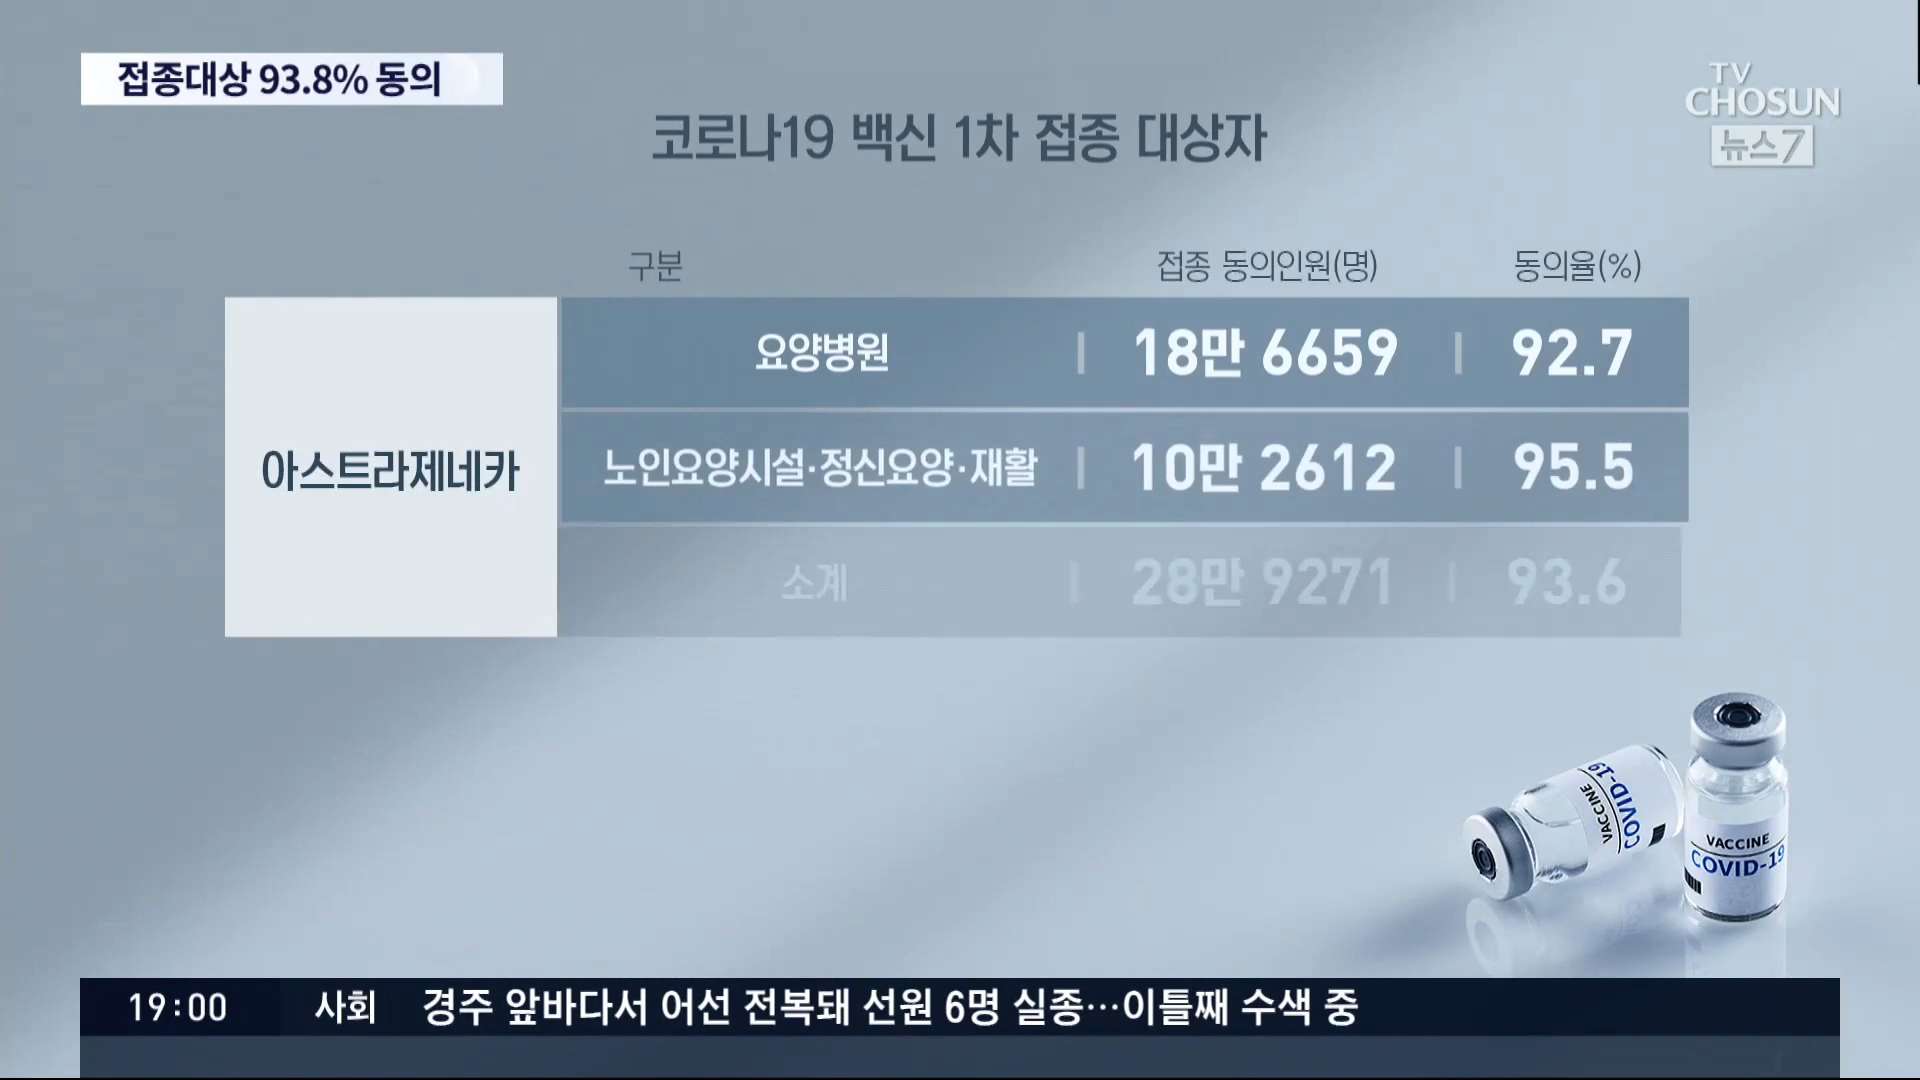 접종대상 93.8% 동의
TV
CHOSUN
뉴스7
코로나19 백신 1차 접종 대상자
구분 접종 동의인원(명) 동의율(%)
아스트라제네카
요양병원 18만 6659 92.7
노인요양시설·정신요양·재활 10만 2612 95.5
소계 28만 9271 93.6
VACCINE
COVID-19
VACCINE
COVID-19
19:00 사회 경주 앞바다서 어선 전복돼 선원 6명 실종…이틀째 수색 중